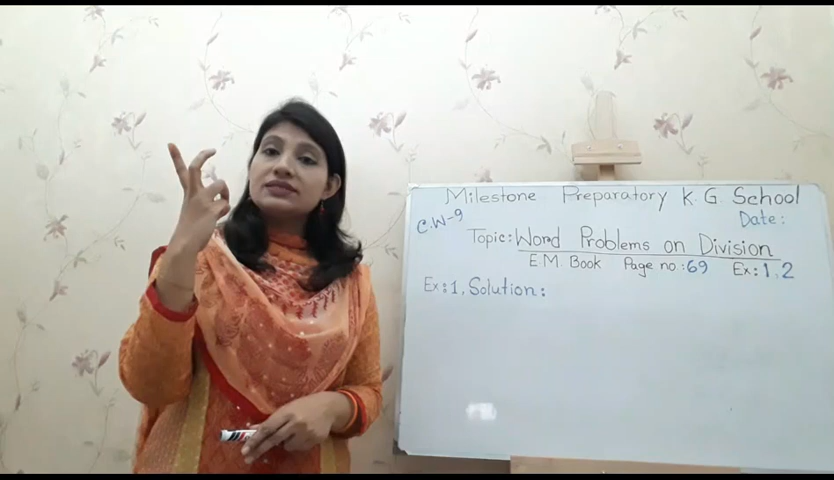 Milestone Preparatory K.G. School
C.W-9
Date:
Topic: Word Problems on Division
E.M. Book Page no: 69 Ex: 1, 2
Ex: 1, Solution: